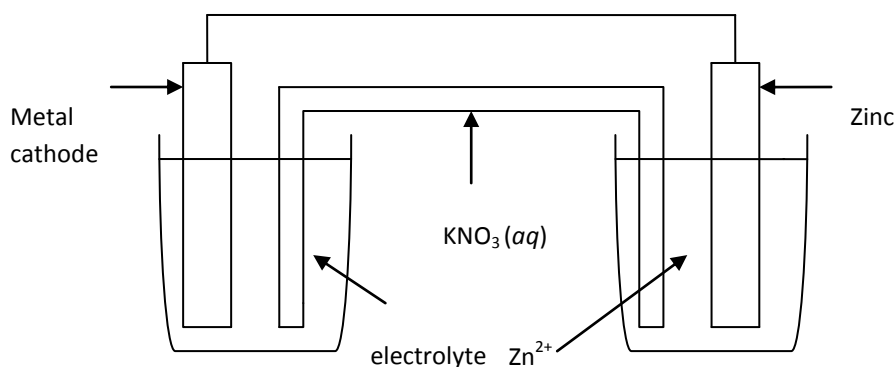 Metal
cathode
Zinc
KNO₃ (aq)
electrolyte
Zn²⁺